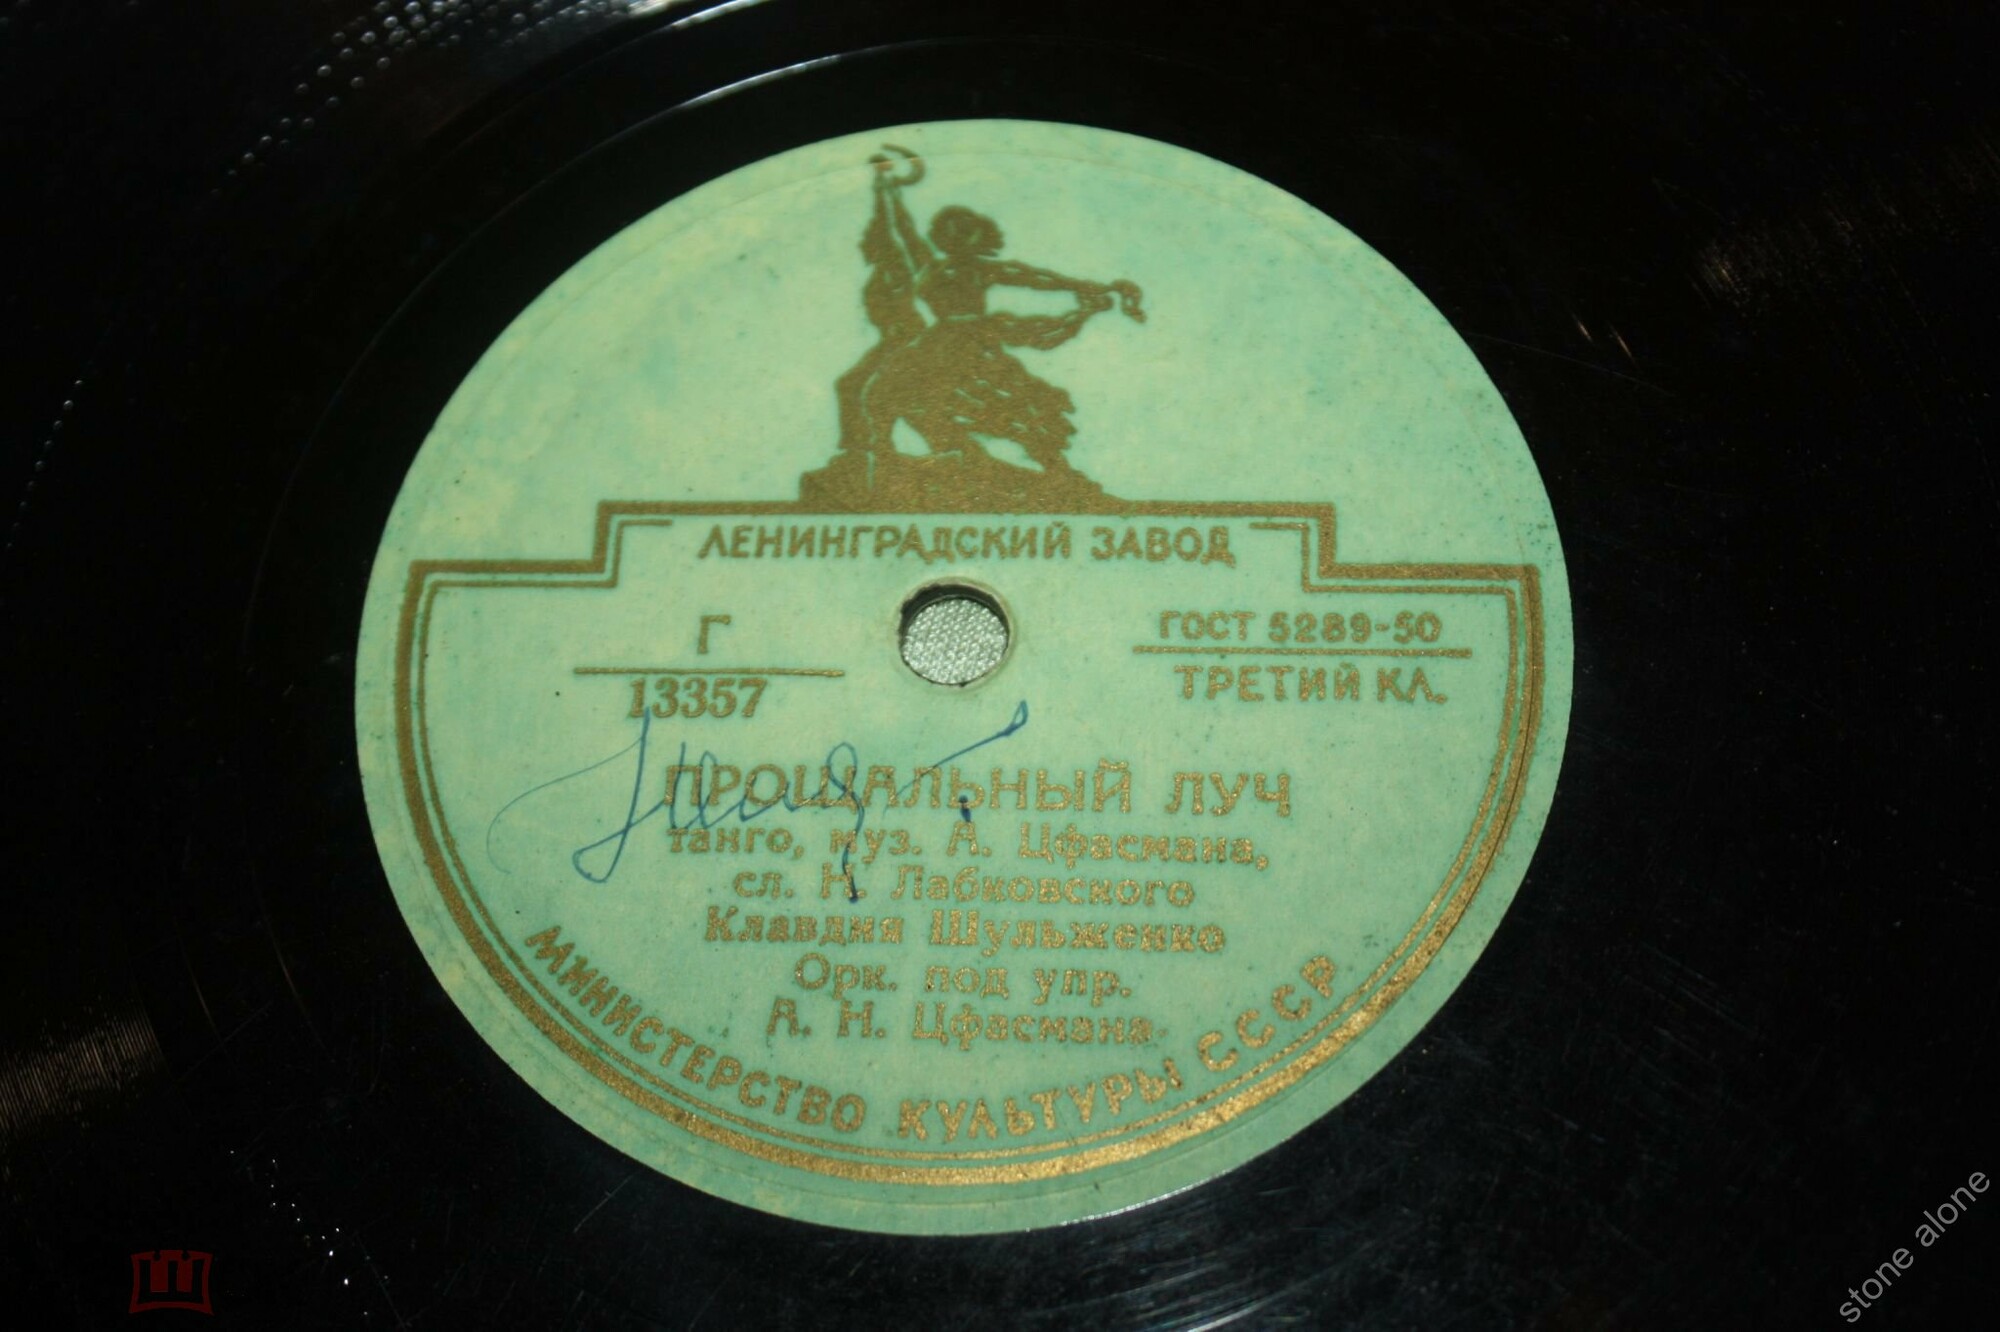 ЛЕНИНГРАДСКИЙ ЗАВОД
Г
13357
ГОСТ 5289-50
ТРЕТИЙ КЛ.
ПРОЩАЛЬНЫЙ ЛУЧ
танго, муз. А. Цфасмана,
сл. Н. Лабковского
Клавдия Шульженко
Орк. под упр.
А. Н. Цфасмана
МИНИСТЕРСТВО КУЛЬТУРЫ СССР
stone alone